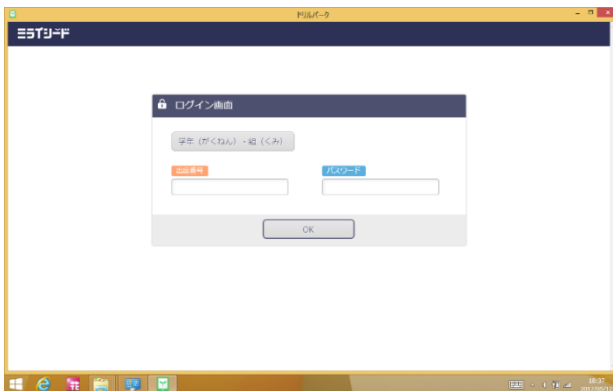 ドリルパーク
ミライシード
ログイン画面
学年（がくねん）-組（くみ）
出席番号
パスワード
OK